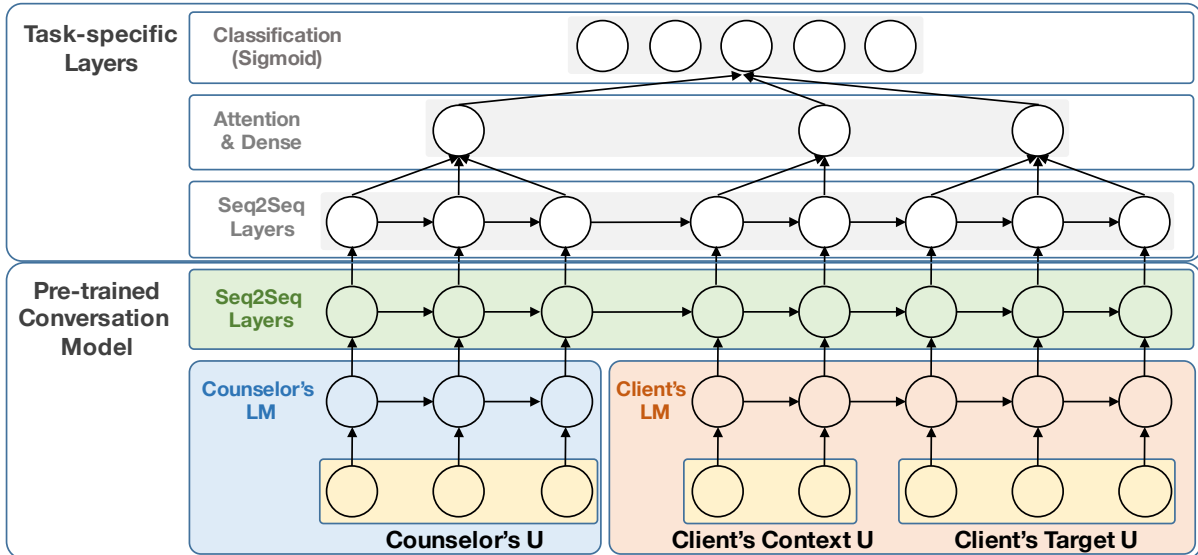 Task-specific
Layers
Classification
(Sigmoid)
Attention
& Dense
Seq2Seq
Layers
Pre-trained
Conversation
Model
Seq2Seq
Layers
Counselor's
LM
Client's
LM
Counselor's U
Client's Context U
Client's Target U